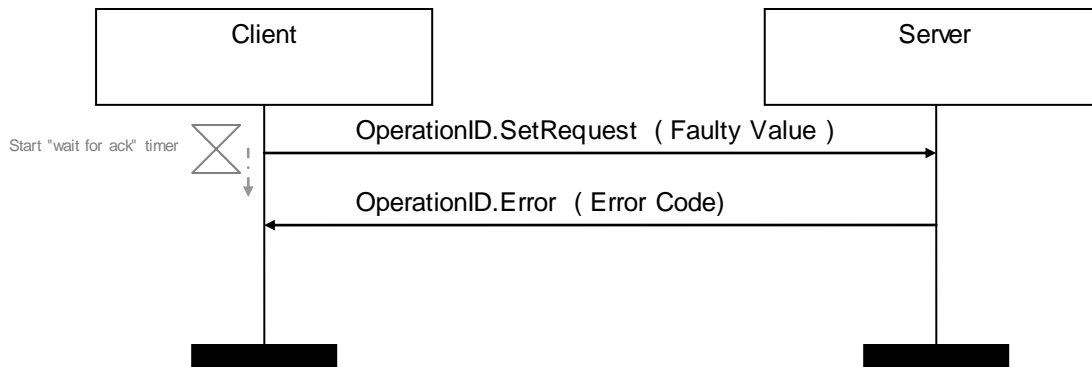 Client
Server
Start "wait for ack" timer
OperationID.SetRequest ( Faulty Value )
OperationID.Error ( Error Code)